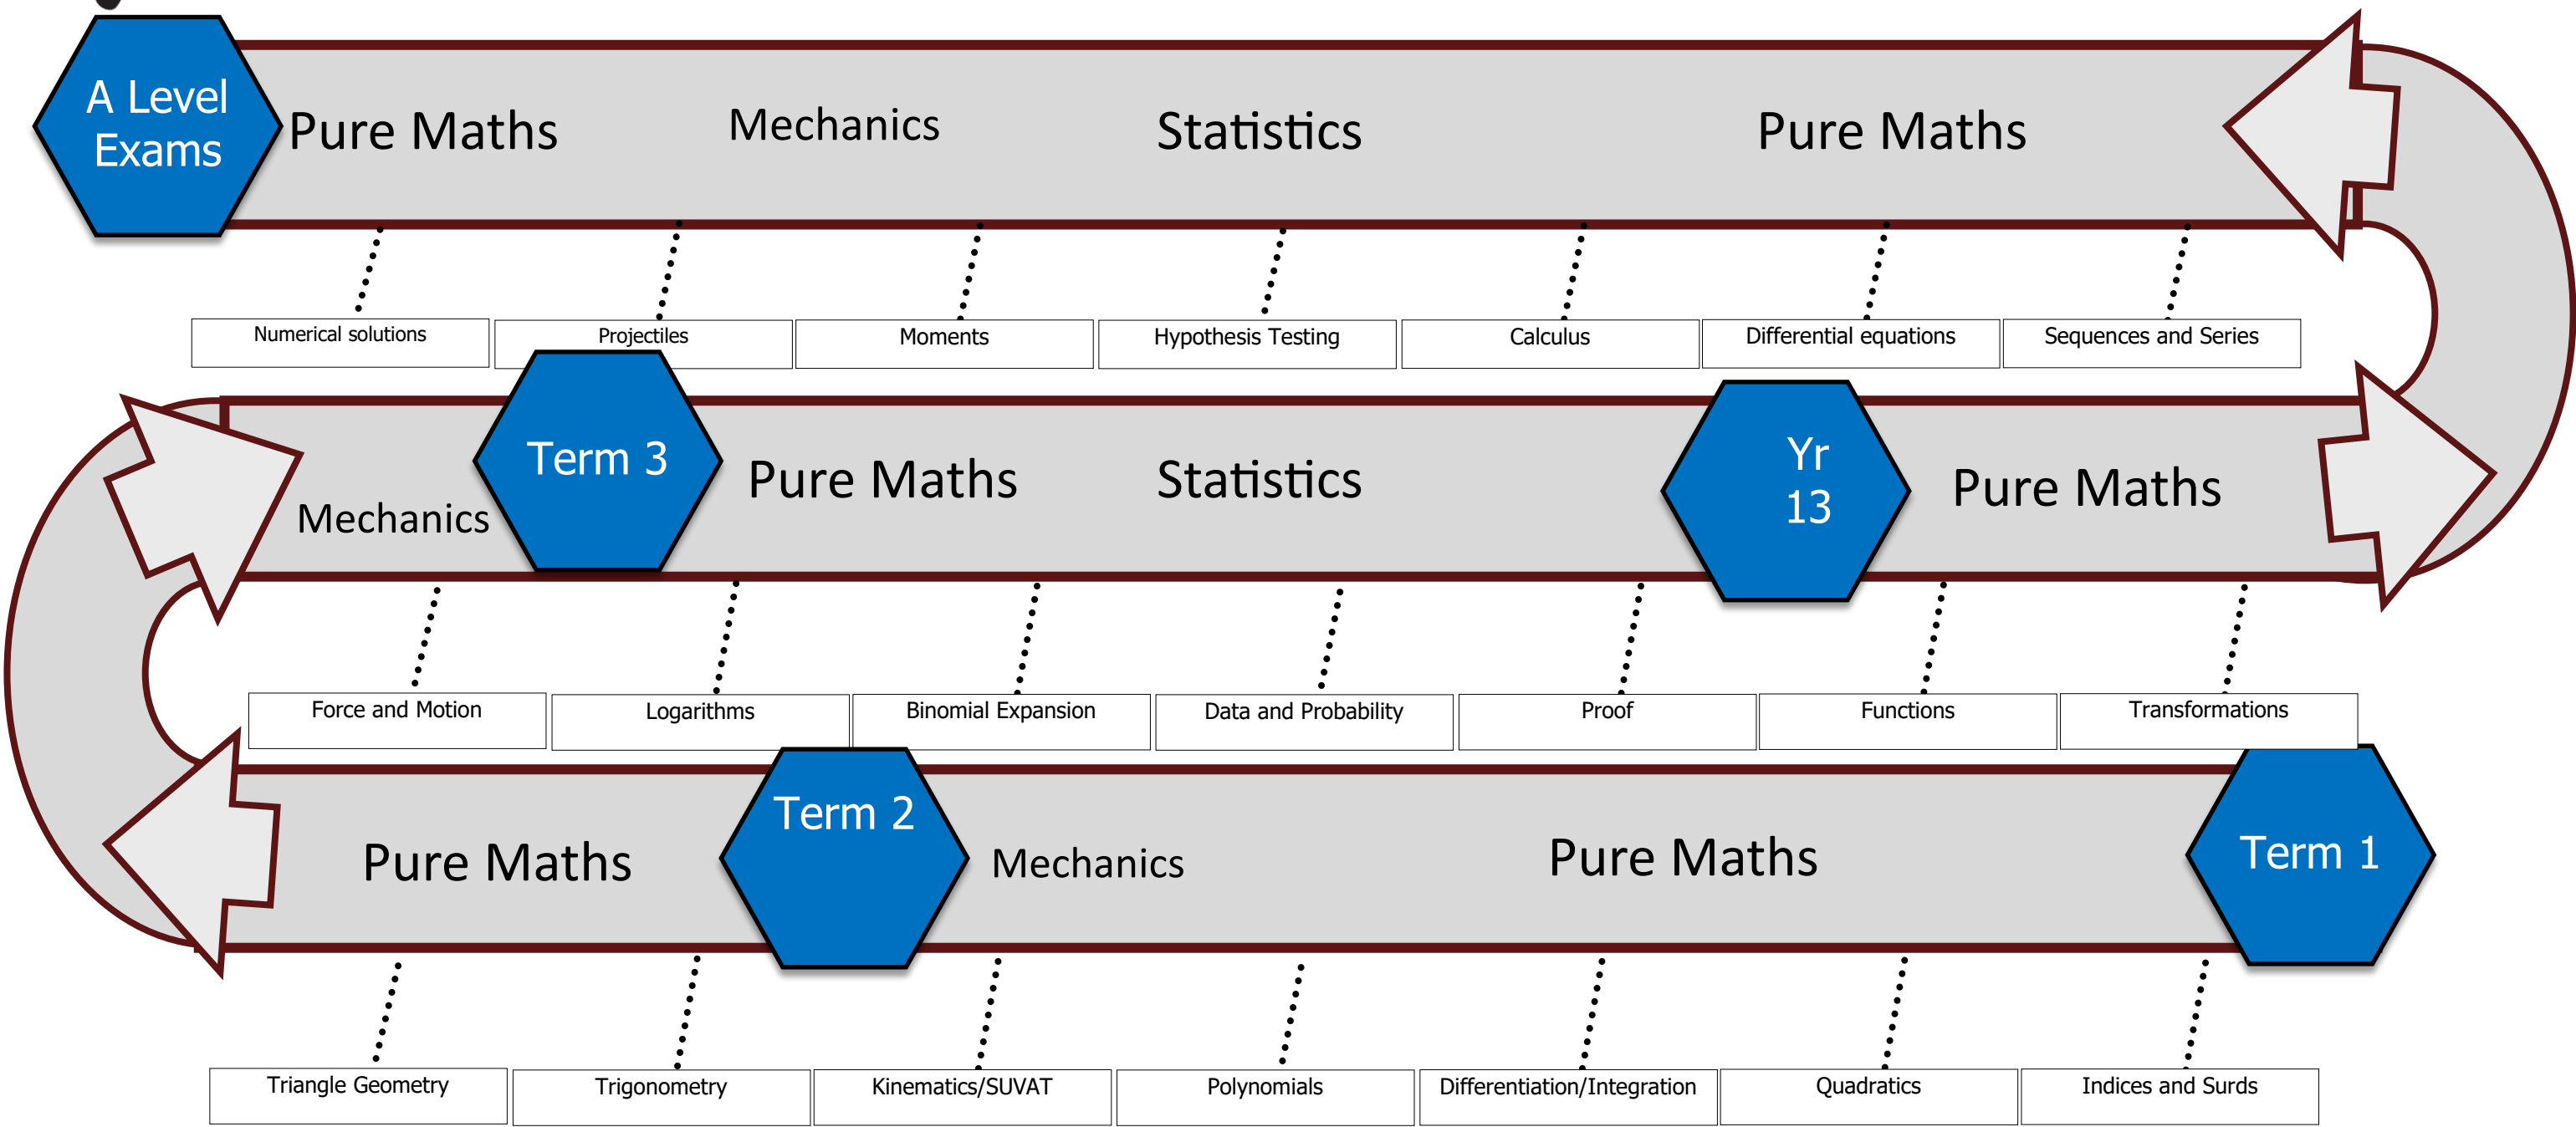 A Level
Exams
Pure Maths
Mechanics
Statistics
Pure Maths
Numerical solutions
Projectiles
Moments
Hypothesis Testing
Calculus
Differential equations
Sequences and Series
Mechanics
Term 3
Pure Maths
Statistics
Yr
13
Pure Maths
Force and Motion
Logarithms
Binomial Expansion
Data and Probability
Proof
Functions
Transformations
Pure Maths
Term 2
Mechanics
Pure Maths
Term 1
Triangle Geometry
Trigonometry
Kinematics/SUVAT
Polynomials
Differentiation/Integration
Quadratics
Indices and Surds